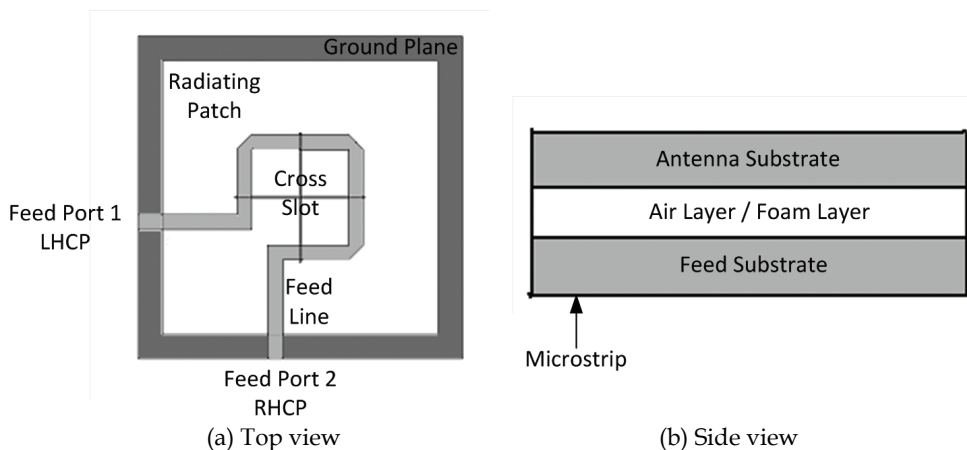 Ground Plane
Radiating
Patch
Cross
Slot
Feed Port 1
LHCP
Feed
Line
Feed Port 2
RHCP
(a) Top view
Antenna Substrate
Air Layer / Foam Layer
Feed Substrate
Microstrip
(b) Side view